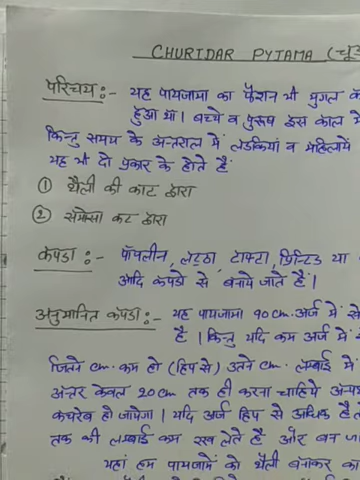 CHURIDAR PYJAMA (चूड़
परिचय :- यह पायजामा का फैशन भी मुगल क
हुआ था। बच्चे व पुरूष इस काल में
किन्तु समय के अन्तराल में लडकियां व महिलायें
यह भी दो प्रकार के होते हैं
① थैली की काट द्वारा
② समोसा कट द्वारा
कपडा :- पॉपलीन, लट्ठा, टाफ्टा, प्रिन्टिड या
आदि कपडो से बनाये जाते है।
अनुमानित कपडा :- यह पायजामा 90 cm. अर्ज में से
है। किन्तु यदि कम अर्ज में
जितने cm. कम हो (हिप से) उतने cm. लम्बाई में
अन्तर केवल 20 cm तक ही करना चाहिये अन्यथ
कचरेब हो जायेगा। यदि अर्ज हिप से अधिक है त
तक की लम्बाई कम रख लेते है और बन जा
यहां हम पायजामें को थैली बनाकर का